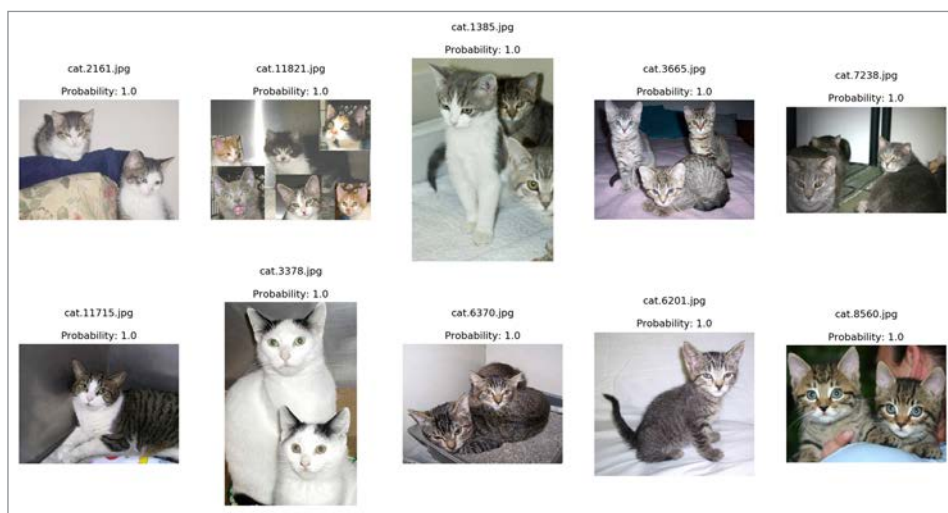 cat.2161.jpg
Probability: 1.0
cat.11821.jpg
Probability: 1.0
cat.1385.jpg
Probability: 1.0
cat.3665.jpg
Probability: 1.0
cat.7238.jpg
Probability: 1.0
cat.11715.jpg
Probability: 1.0
cat.3378.jpg
Probability: 1.0
cat.6370.jpg
Probability: 1.0
cat.6201.jpg
Probability: 1.0
cat.8560.jpg
Probability: 1.0